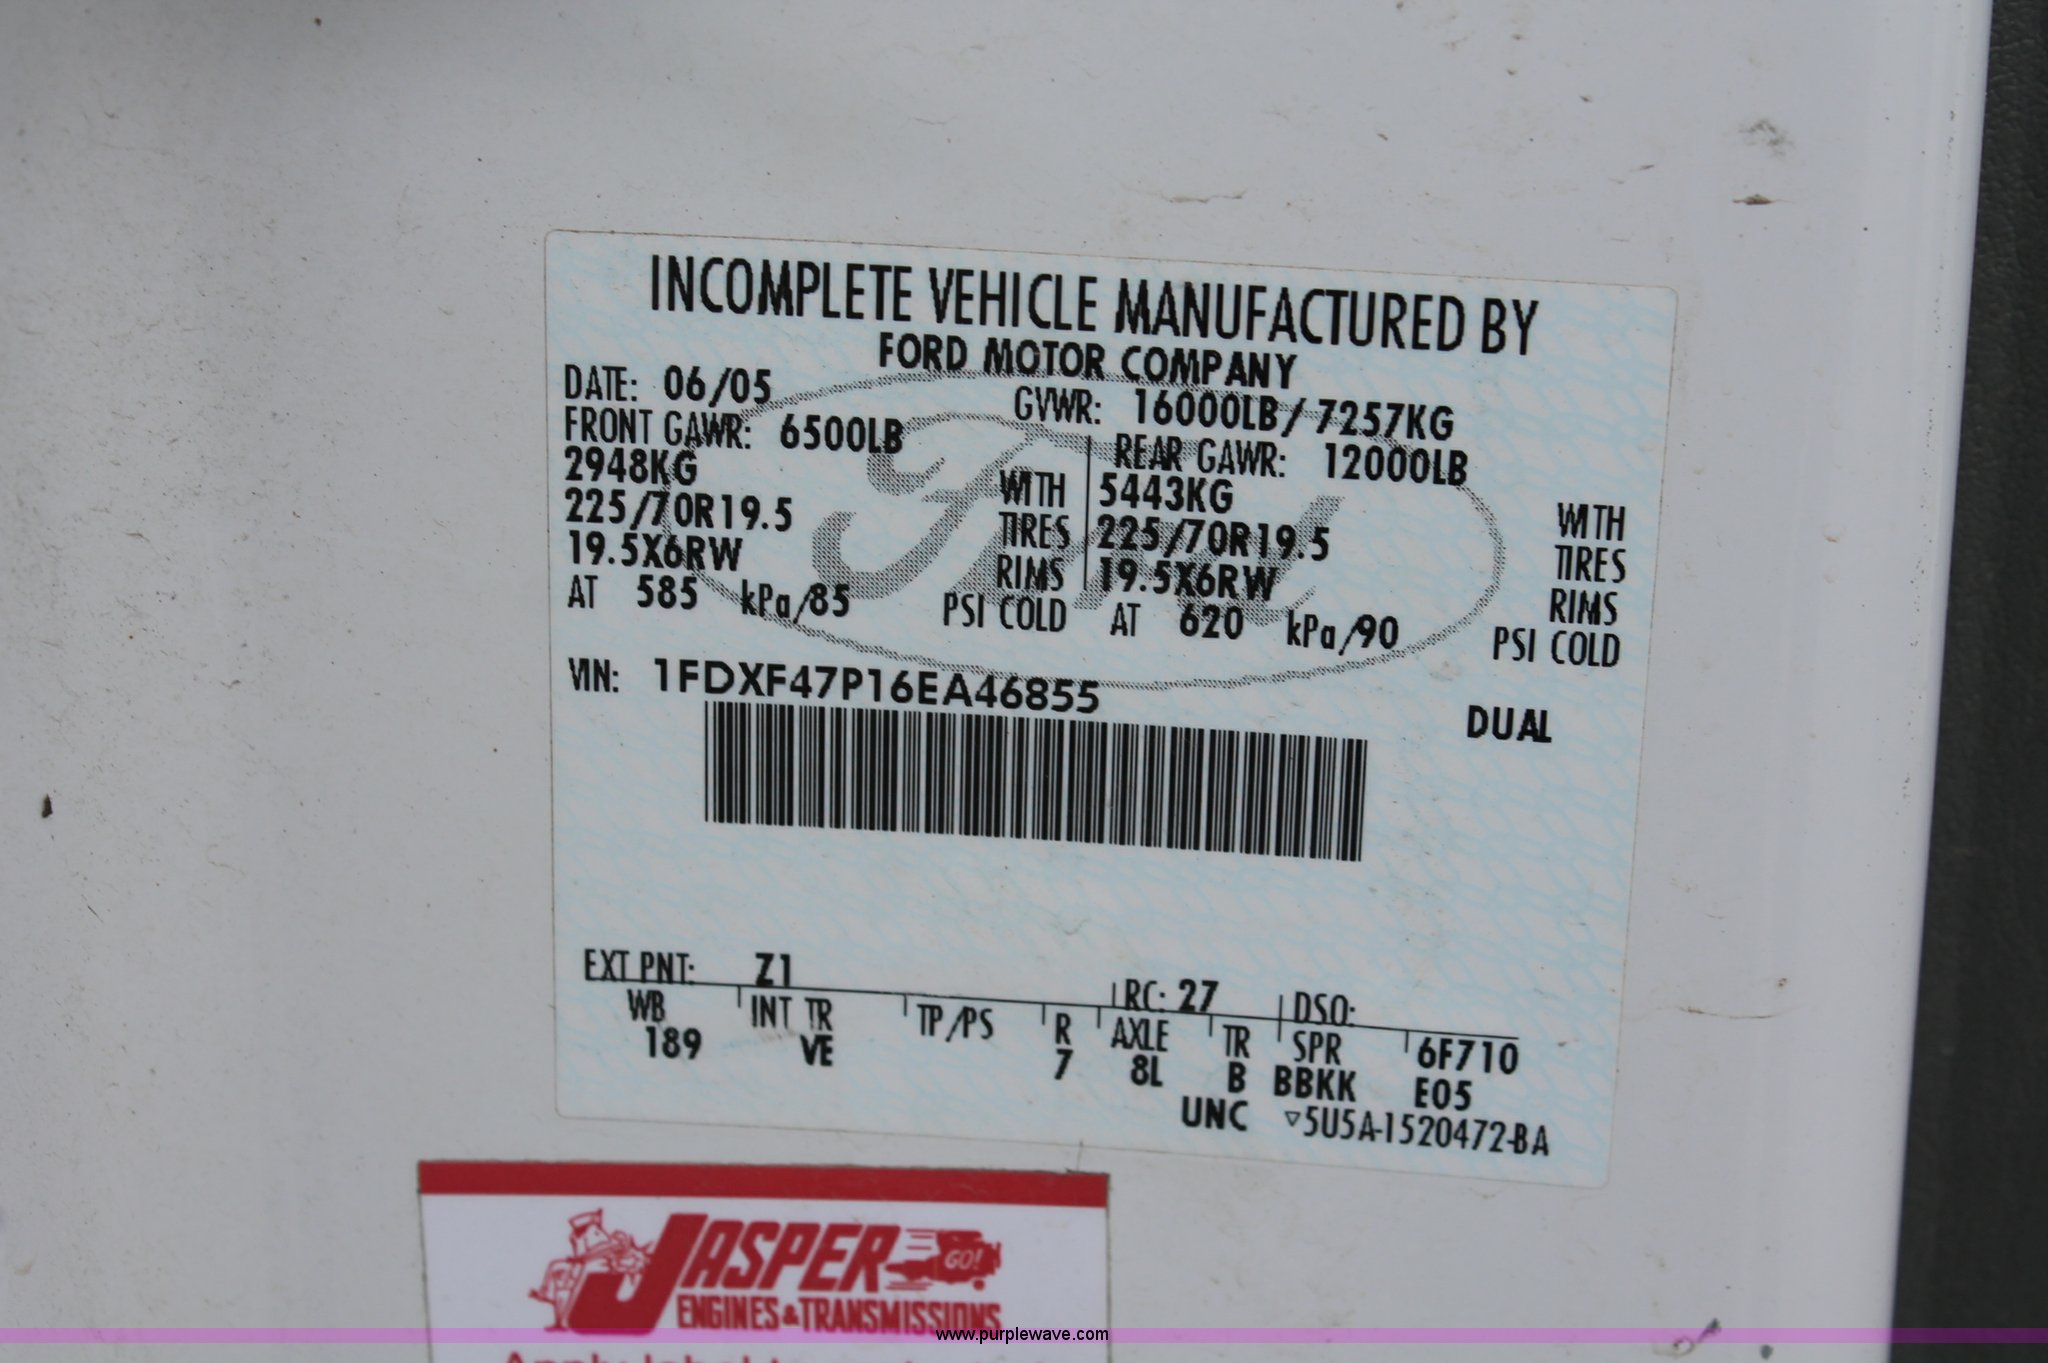 INCOMPLETE VEHICLE MANUFACTURED BY
FORD MOTOR COMPANY
DATE: 06/05 GVWR: 16000LB/7257KG
FRONT GAWR: 6500LB REAR GAWR: 12000LB
2948KG WITH 5443KG WITH
225/70R19.5 TIRES 225/70R19.5 TIRES
19.5X6RW RIMS 19.5X6RW RIMS
AT 585 kPa/85 PSI COLD AT 620 kPa/90 PSI COLD
Ford
VIN: 1FDXF47P16EA46855
DUAL
EXT PNT: Z1 RC: 27 DSO:
WB INT TR TP/PS R AXLE TR SPR 6F710
189 VE 7 8L B BBKK E05
UNC ▽5U5A-1520472-BA
JASPER GO!
ENGINES & TRANSMISSIONS
www.purplewave.com